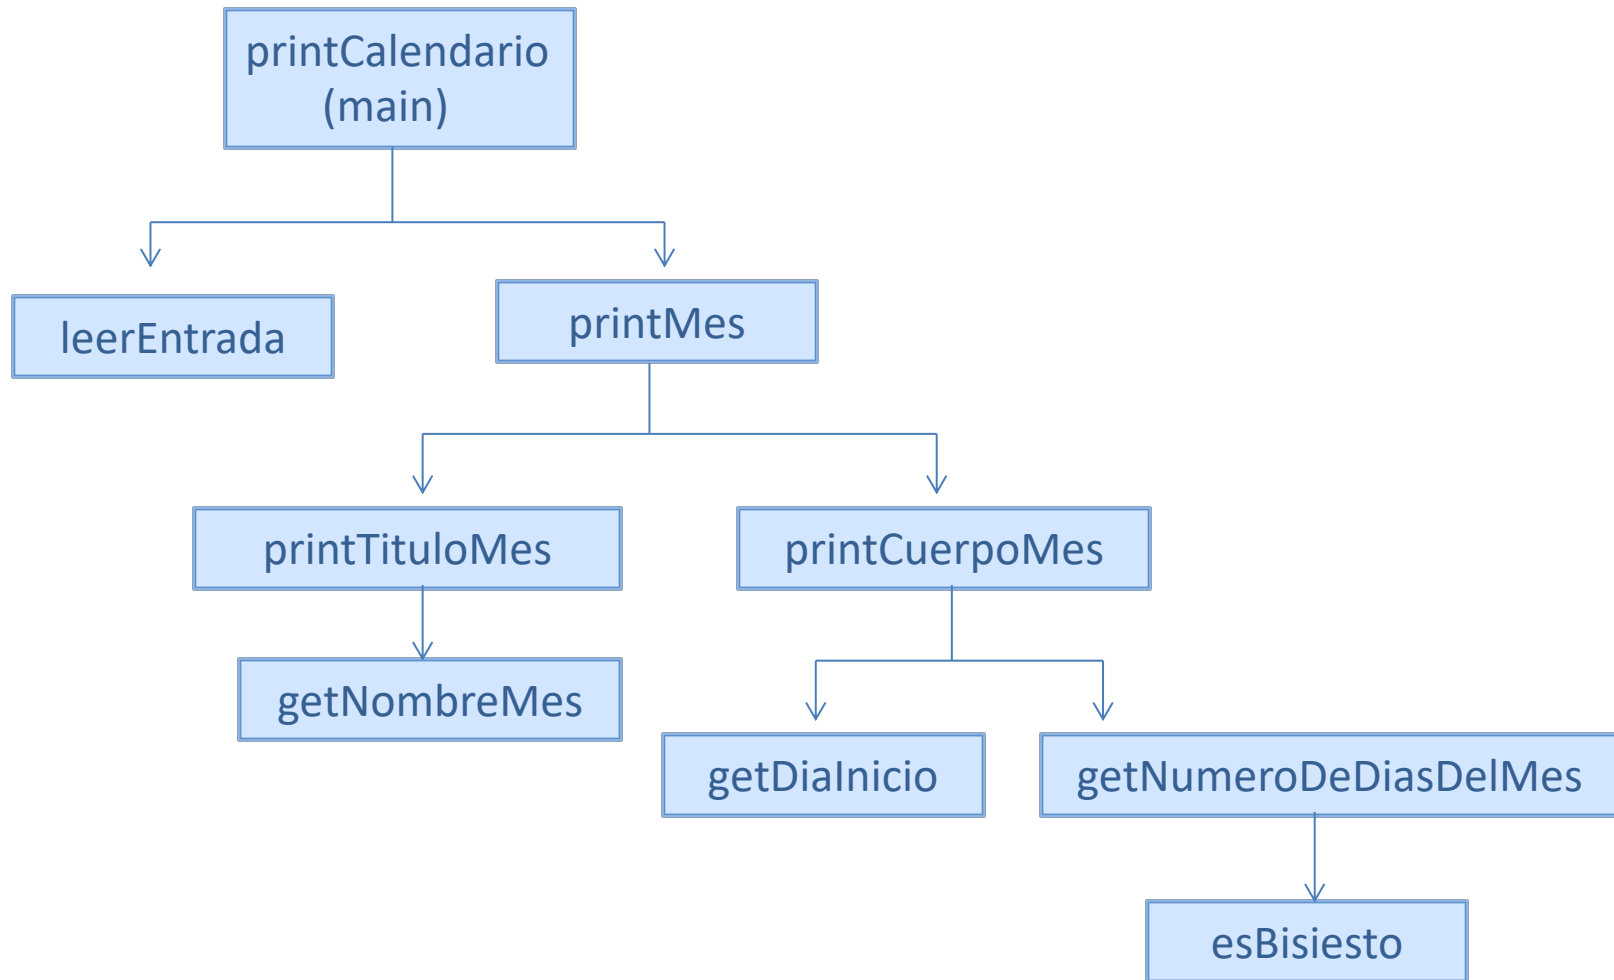 printCalendario
(main)
leerEntrada
printMes
printTituloMes
printCuerpoMes
getNombreMes
getDiaInicio
getNumeroDeDiasDelMes
esBisiesto